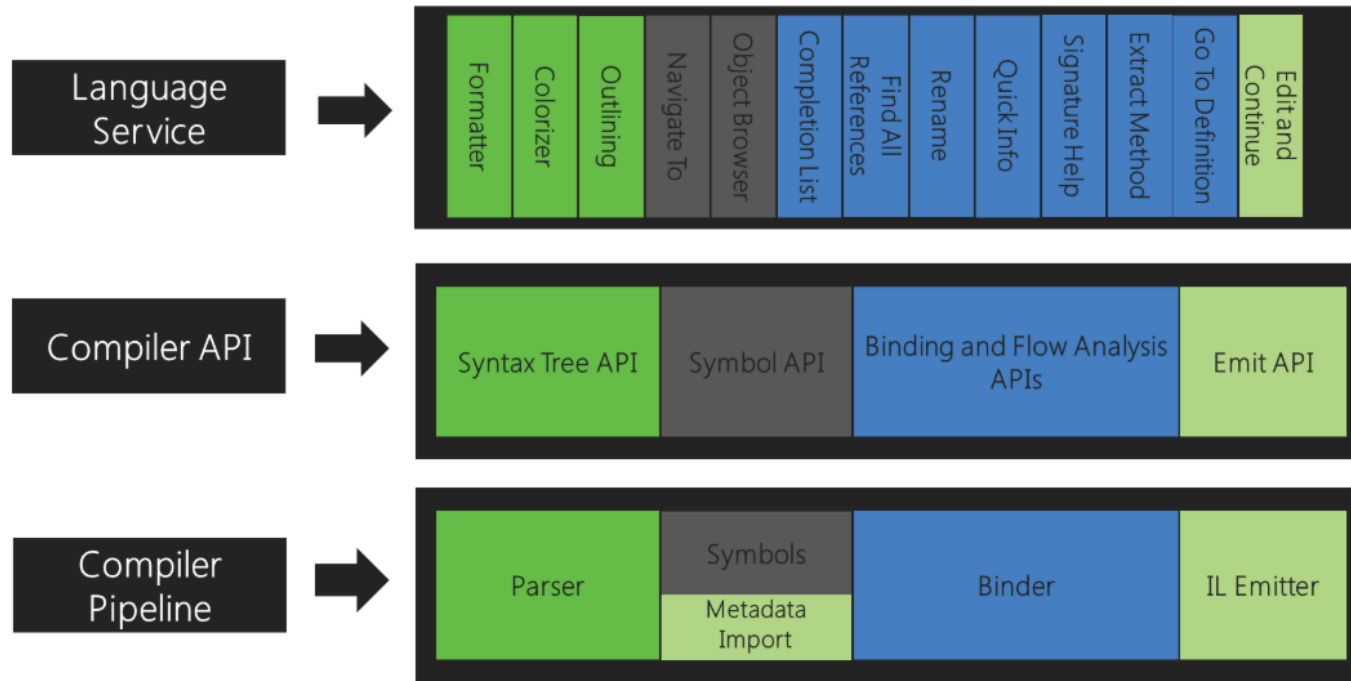 Language
Service
Formatter
Colorizer
Outlining
Navigate To
Object Browser
Completion List
Find All
References
Rename
Quick Info
Signature Help
Extract Method
Go To Definition
Edit and
Continue
Compiler API
Syntax Tree API
Symbol API
Binding and Flow Analysis
APIs
Emit API
Compiler
Pipeline
Parser
Symbols
Metadada
Import
Binder
IL Emitter